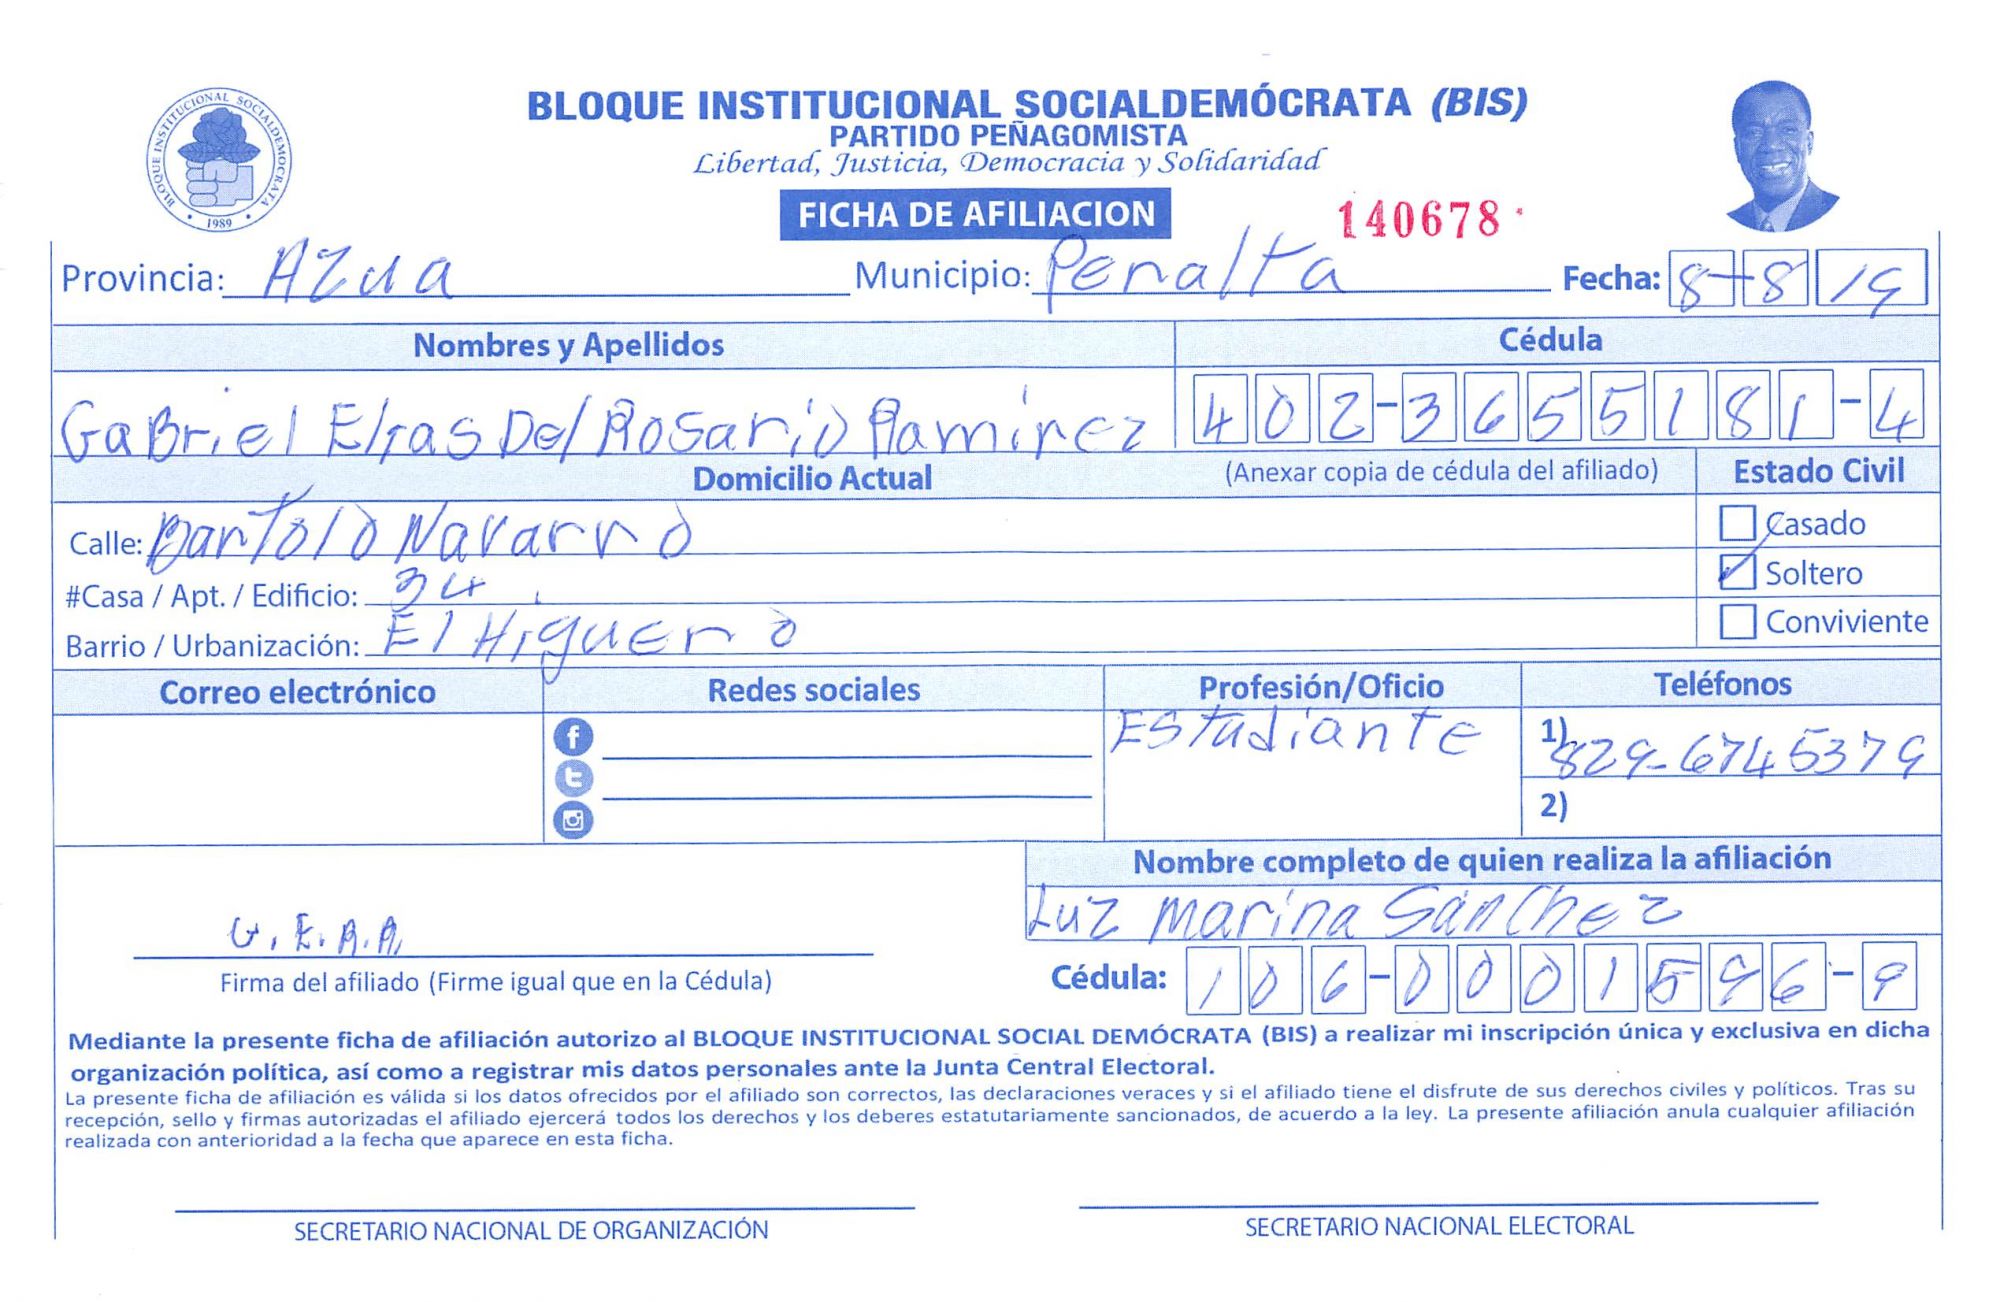 BLOQUE INSTITUCIONAL SOCIALDEMOCRATA
1989
BLOQUE INSTITUCIONAL SOCIALDEMÓCRATA (BIS)
PARTIDO PEÑAGOMISTA
Libertad, Justicia, Democracia y Solidaridad
FICHA DE AFILIACION 140678
Provincia: AZUA Municipio: Peralta Fecha: 8-8/19
Nombres y Apellidos Cédula
GaBriel Elias Del Rosario Ramirez 402-3655181-4
Domicilio Actual (Anexar copia de cédula del afiliado) Estado Civil
Calle: Bartolo Navarro Casado
#Casa / Apt. / Edificio: 34 Soltero
Barrio / Urbanización: El Higuero Conviviente
Correo electrónico Redes sociales Profesión/Oficio Teléfonos
Estudiante 1) 829-6745379
2)
Nombre completo de quien realiza la afiliación
Luz Marina Sánchez
Firma del afiliado (Firme igual que en la Cédula) Cédula: 106-0001596-9
Mediante la presente ficha de afiliación autorizo al BLOQUE INSTITUCIONAL SOCIAL DEMÓCRATA (BIS) a realizar mi inscripción única y exclusiva en dicha
organización política, así como a registrar mis datos personales ante la Junta Central Electoral.
La presente ficha de afiliación es válida si los datos ofrecidos por el afiliado son correctos, las declaraciones veraces y si el afiliado tiene el disfrute de sus derechos civiles y políticos. Tras su
recepción, sello y firmas autorizadas el afiliado ejercerá todos los derechos y los deberes estatutariamente sancionados, de acuerdo a la ley. La presente afiliación anula cualquier afiliación
realizada con anterioridad a la fecha que aparece en esta ficha.
SECRETARIO NACIONAL DE ORGANIZACIÓN SECRETARIO NACIONAL ELECTORAL